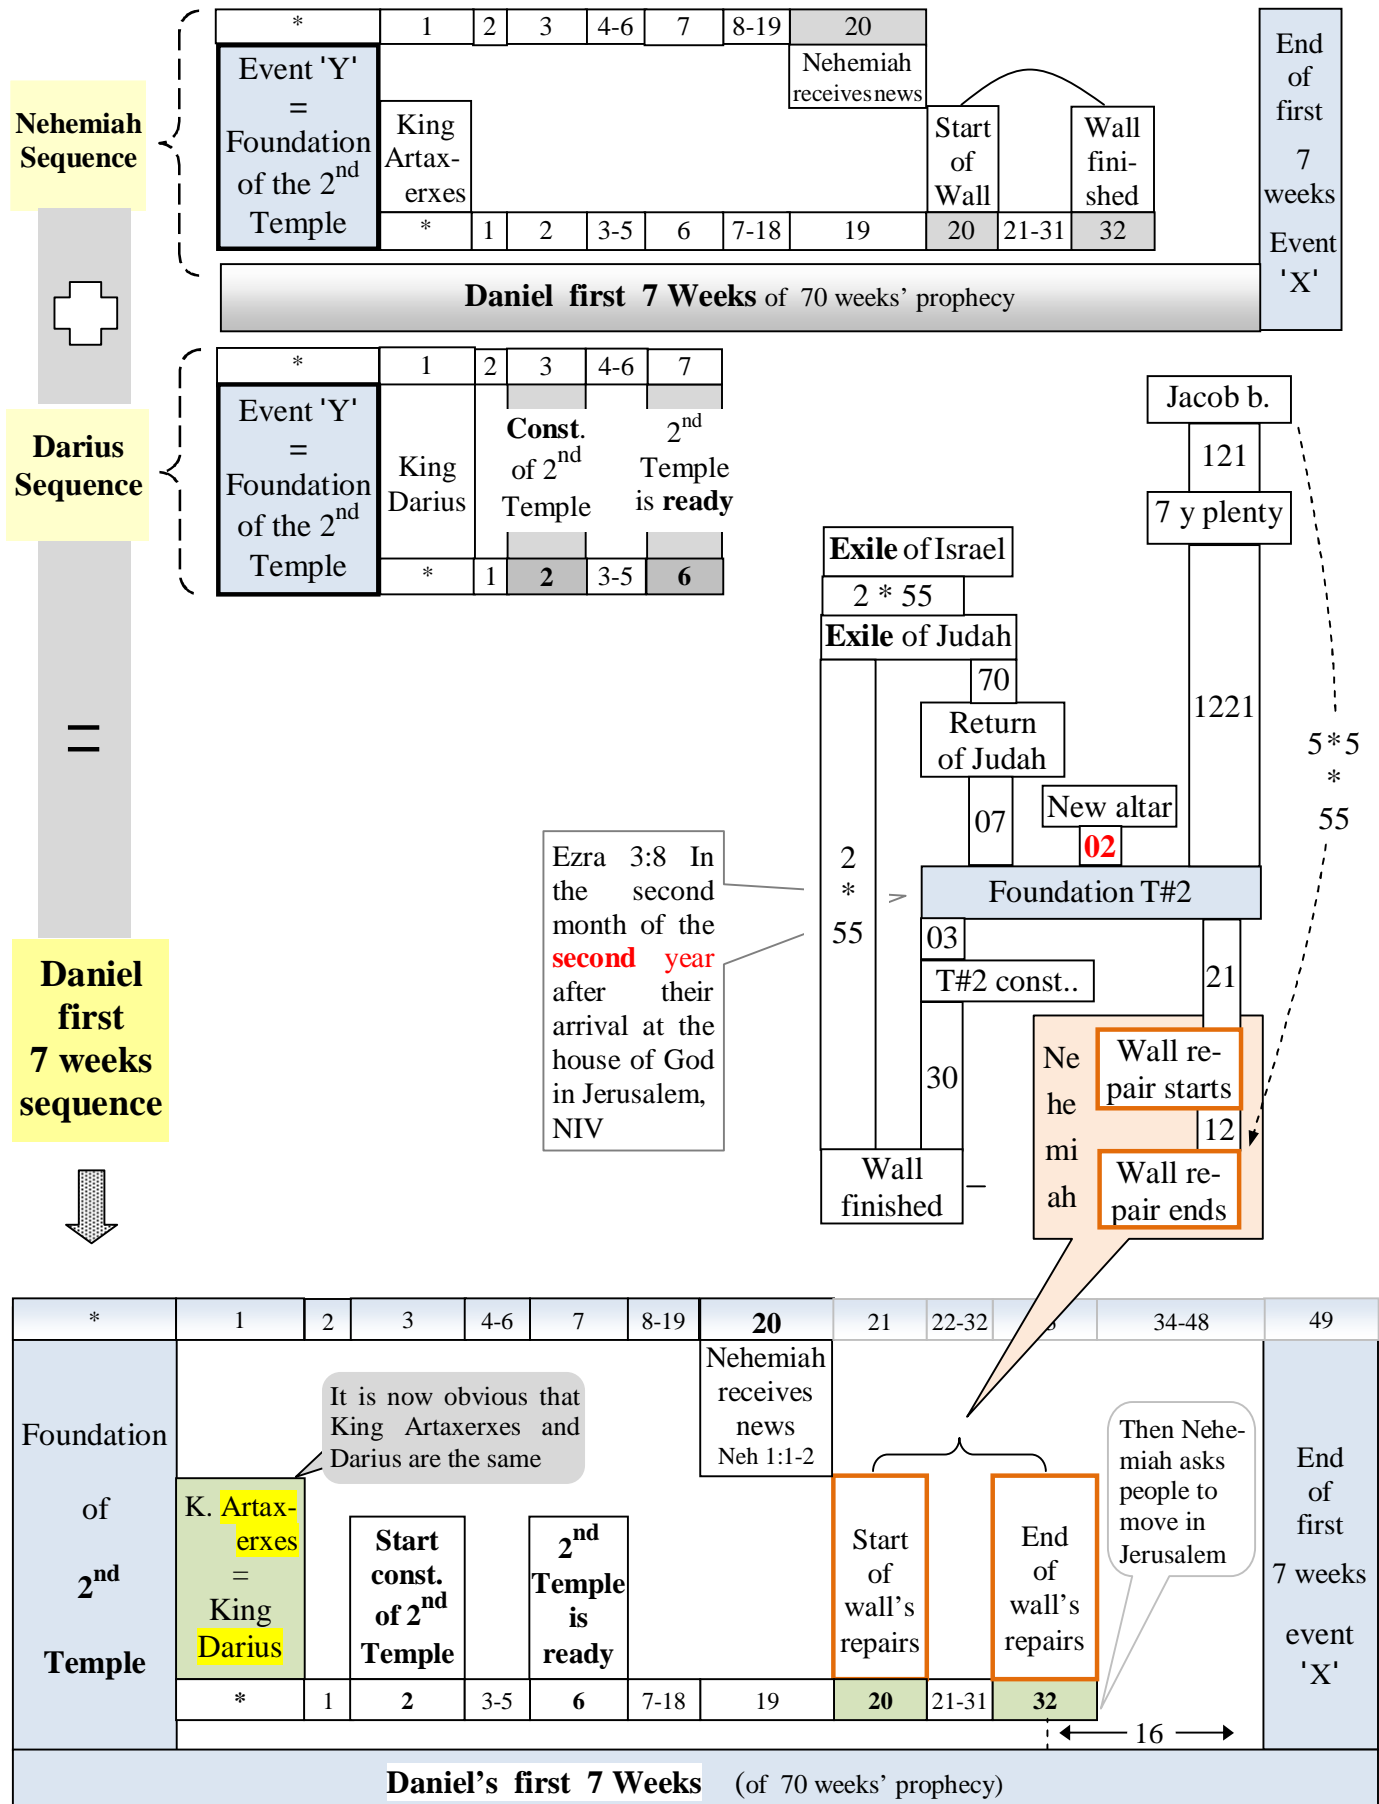 * 1 2 3 4-6 7 8-19 20
Nehemiah
Sequence
Event 'Y'
=
Foundation
of the 2nd
Temple
King
Artax-
erxes
Nehemiah
receives news
Start
of
Wall
Wall
fini-
shed
* 1 2 3-5 6 7-18 19 20 21-31 32
End
of
first
7
weeks
Event
'X'
Daniel first 7 Weeks of 70 weeks’ prophecy
* 1 2 3 4-6 7
Darius
Sequence
Event 'Y'
=
Foundation
of the 2nd
Temple
King
Darius
Const.
of 2nd
Temple
2nd
Temple
is ready
* 1 2 3-5 6
=
Daniel
first
7 weeks
sequence
Jacob b.
121
7 y plenty
1221
5*5
*
55
Exile of Israel
2 * 55
Exile of Judah
70
Return
of Judah
07
New altar
02
2
*
55
Foundation T#2
Ezra 3:8 In
the second
month of the
second year
after their
arrival at the
house of God
in Jerusalem,
NIV
03
T#2 const..
30
21
Ne
he
mi
ah
Wall re-
pair starts
12
Wall re-
pair ends
Wall
finished
* 1 2 3 4-6 7 8-19 20 21 22-32 34-48 49
Foundation
of
2nd
Temple
It is now obvious that
King Artaxerxes and
Darius are the same
K. Artax-
erxes
=
King
Darius
Start
const.
of 2nd
Temple
2nd
Temple
is
ready
Nehemiah
receives
news
Neh 1:1-2
Start
of
wall’s
repairs
End
of
wall’s
repairs
Then Nehe-
miah asks
people to
move in
Jerusalem
End
of
first
7 weeks
event
'X'
* 1 2 3-5 6 7-18 19 20 21-31 32
16
Daniel’s first 7 Weeks (of 70 weeks’ prophecy)